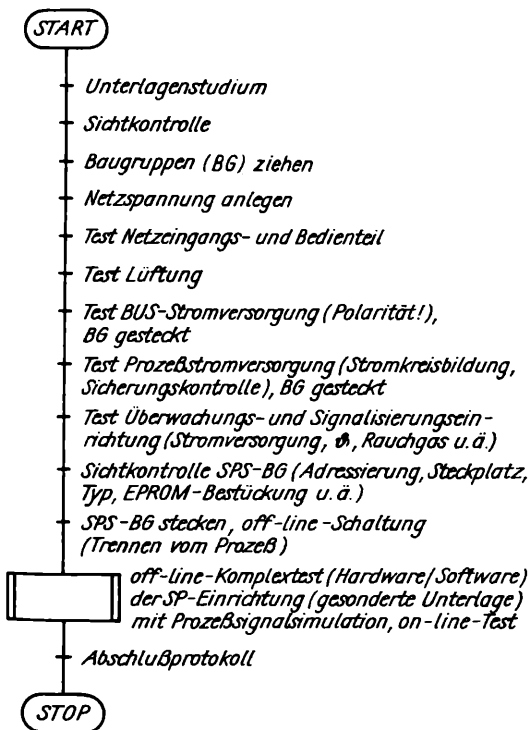 START
Unterlagenstudium
Sichtkontrolle
Baugruppen (BG) ziehen
Netzspannung anlegen
Test Netzeingangs- und Bedienteil
Test Lüftung
Test BUS-Stromversorgung (Polarität!),
BG gesteckt
Test Prozeßstromversorgung (Stromkreisbildung,
Sicherungskontrolle), BG gesteckt
Test Überwachungs- und Signalisierungsein-
richtung (Stromversorgung, ϑ, Rauchgas u.ä.)
Sichtkontrolle SPS-BG (Adressierung, Steckplatz,
Typ, EPROM-Bestückung u.ä.)
SPS-BG stecken, off-line-Schaltung
(Trennen vom Prozeß)
off-line-Komplextest (Hardware/Software)
der SP-Einrichtung (gesonderte Unterlage)
mit Prozeßsignalsimulation, on-line-Test
Abschlußprotokoll
STOP